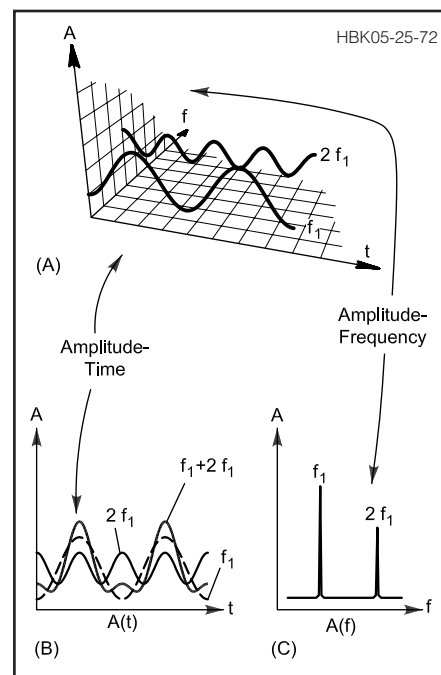 HBK05-25-72
A
f
2 f₁
f₁
t
(A)
Amplitude-
Time
Amplitude-
Frequency
A
f₁+2 f₁
2 f₁
f₁
t
A(t)
(B)
A
f₁
2 f₁
f
A(f)
(C)